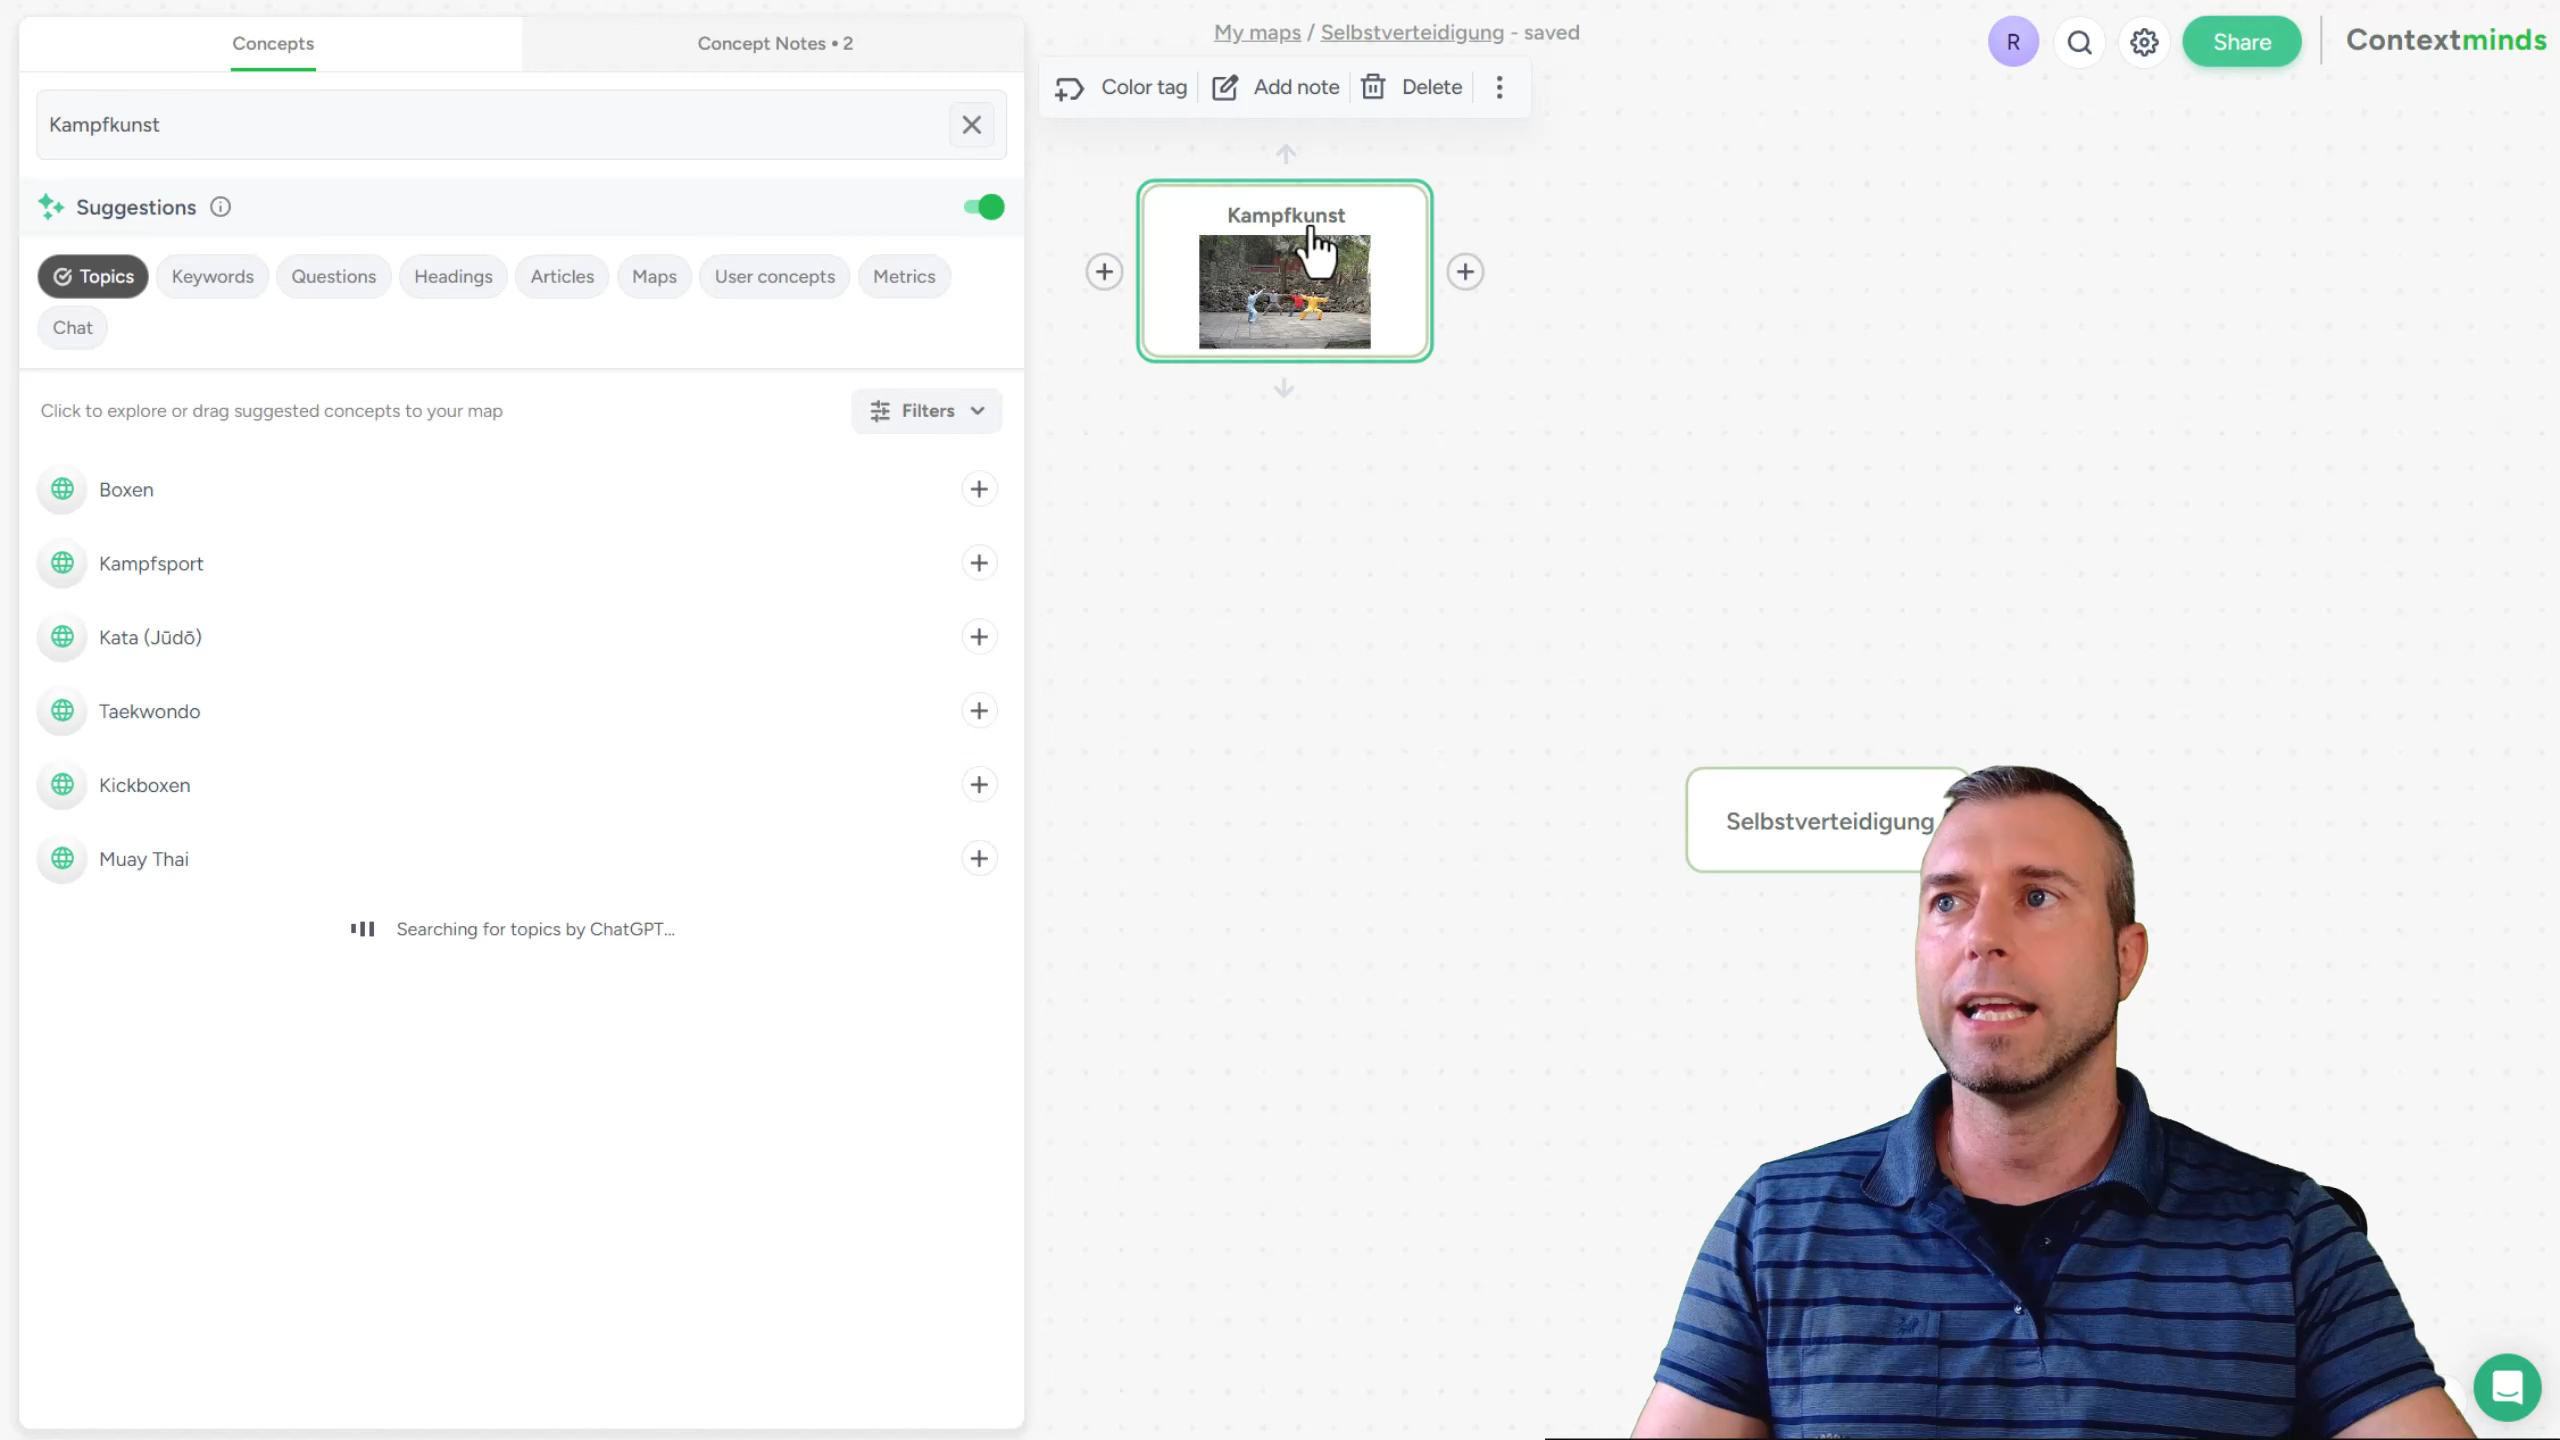 Concepts
Concept Notes • 2
My maps / Selbstverteidigung - saved
R
Share
Contextminds
Color tag
Add note
Delete
Kampfkunst
Suggestions
Topics
Keywords
Questions
Headings
Articles
Maps
User concepts
Metrics
Chat
Click to explore or drag suggested concepts to your map
Filters
Boxen
Kampfsport
Kata (Jūdō)
Taekwondo
Kickboxen
Muay Thai
Searching for topics by ChatGPT...
Kampfkunst
Selbstverteidigung